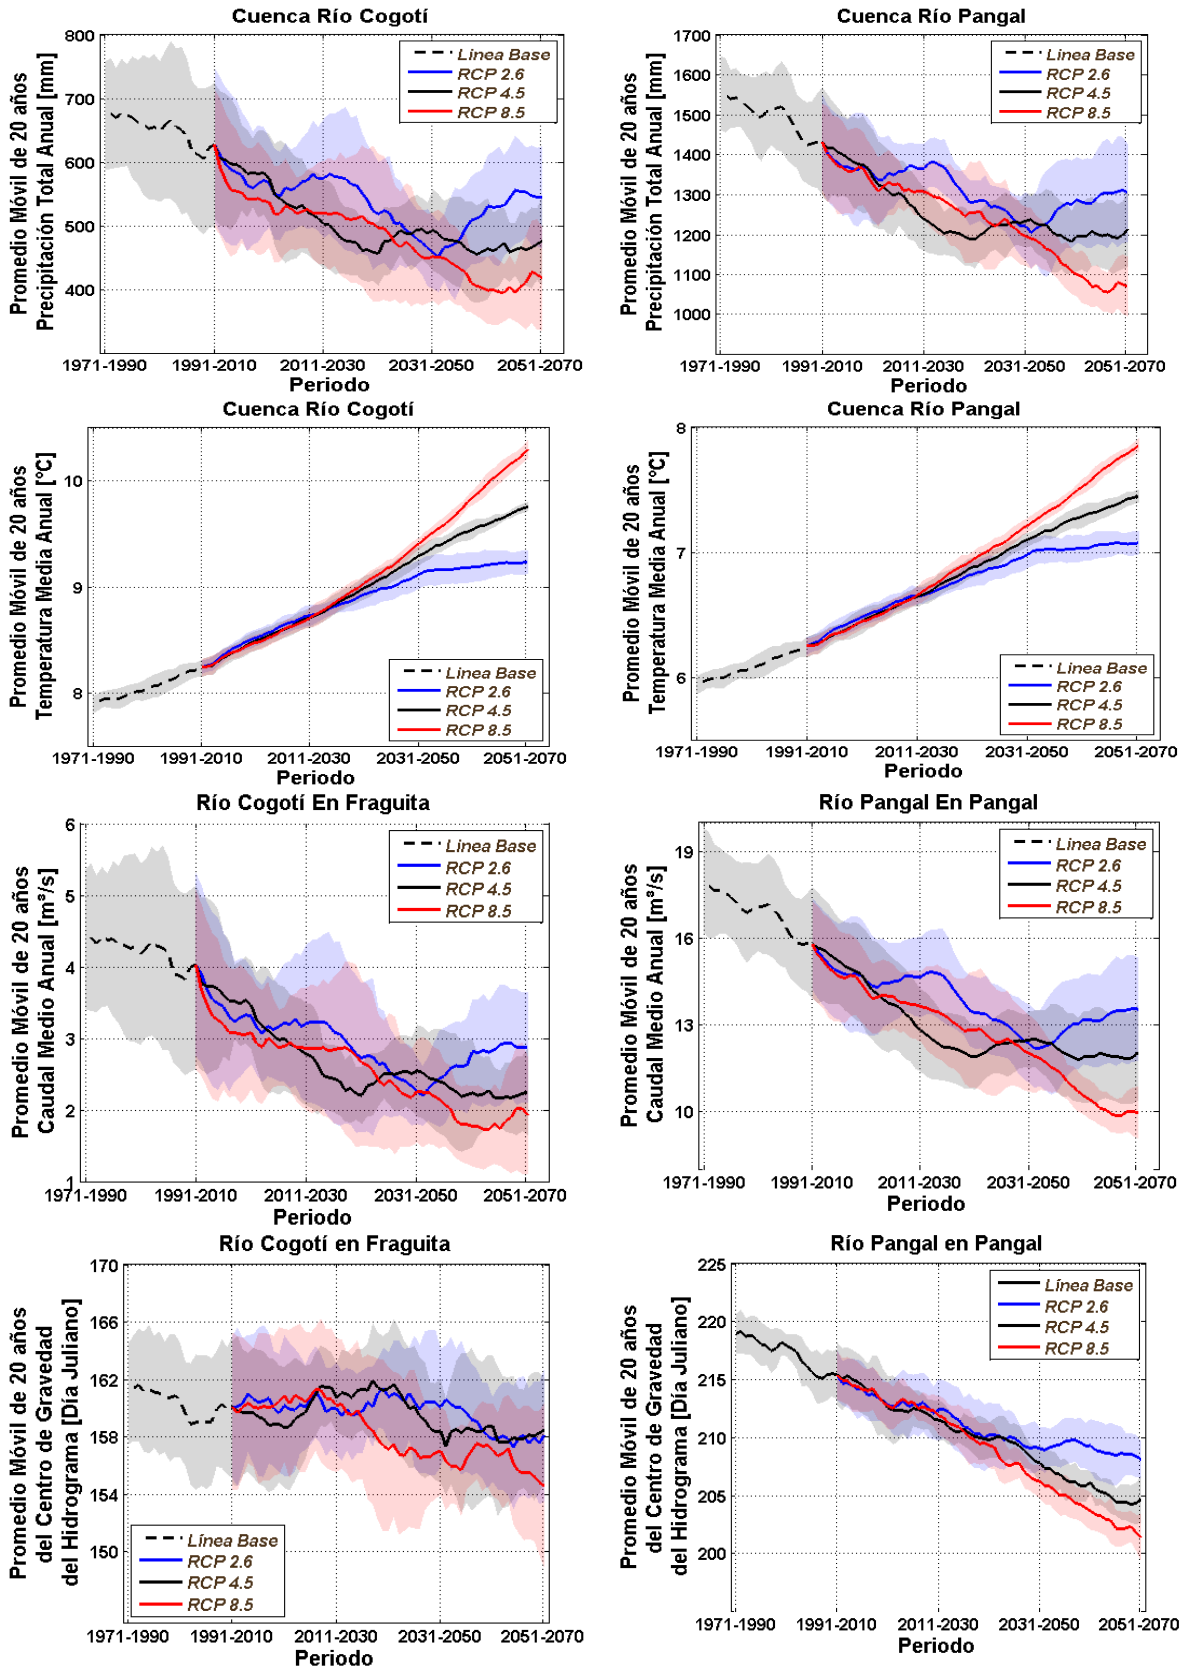 Cuenca Río Cogotí
Promedio Móvil de 20 años
Precipitación Total Anual [mm]
800
700
600
500
400
Línea Base
RCP 2.6
RCP 4.5
RCP 8.5
1971-1990 1991-2010 2011-2030 2031-2050 2051-2070
Periodo
Cuenca Río Pangal
Promedio Móvil de 20 años
Precipitación Total Anual [mm]
1700
1600
1500
1400
1300
1200
1100
1000
Línea Base
RCP 2.6
RCP 4.5
RCP 8.5
1971-1990 1991-2010 2011-2030 2031-2050 2051-2070
Periodo
Cuenca Río Cogotí
Promedio Móvil de 20 años
Temperatura Media Anual [°C]
10
9
8
Línea Base
RCP 2.6
RCP 4.5
RCP 8.5
1971-1990 1991-2010 2011-2030 2031-2050 2051-2070
Periodo
Cuenca Río Pangal
Promedio Móvil de 20 años
Temperatura Media Anual [°C]
8
7
6
Línea Base
RCP 2.6
RCP 4.5
RCP 8.5
1971-1990 1991-2010 2011-2030 2031-2050 2051-2070
Periodo
Río Cogotí En Fraguita
Promedio Móvil de 20 años
Caudal Medio Anual [m³/s]
6
5
4
3
2
1
Línea Base
RCP 2.6
RCP 4.5
RCP 8.5
1971-1990 1991-2010 2011-2030 2031-2050 2051-2070
Periodo
Río Pangal En Pangal
Promedio Móvil de 20 años
Caudal Medio Anual [m³/s]
19
16
13
10
Línea Base
RCP 2.6
RCP 4.5
RCP 8.5
1971-1990 1991-2010 2011-2030 2031-2050 2051-2070
Periodo
Río Cogotí en Fraguita
Promedio Móvil de 20 años
del Centro de Gravedad
del Hidrograma [Día Juliano]
170
166
162
158
154
150
Línea Base
RCP 2.6
RCP 4.5
RCP 8.5
1971-1990 1991-2010 2011-2030 2031-2050 2051-2070
Periodo
Río Pangal en Pangal
Promedio Móvil de 20 años
del Centro de Gravedad
del Hidrograma [Día Juliano]
225
220
215
210
205
200
Línea Base
RCP 2.6
RCP 4.5
RCP 8.5
1971-1990 1991-2010 2011-2030 2031-2050 2051-2070
Periodo